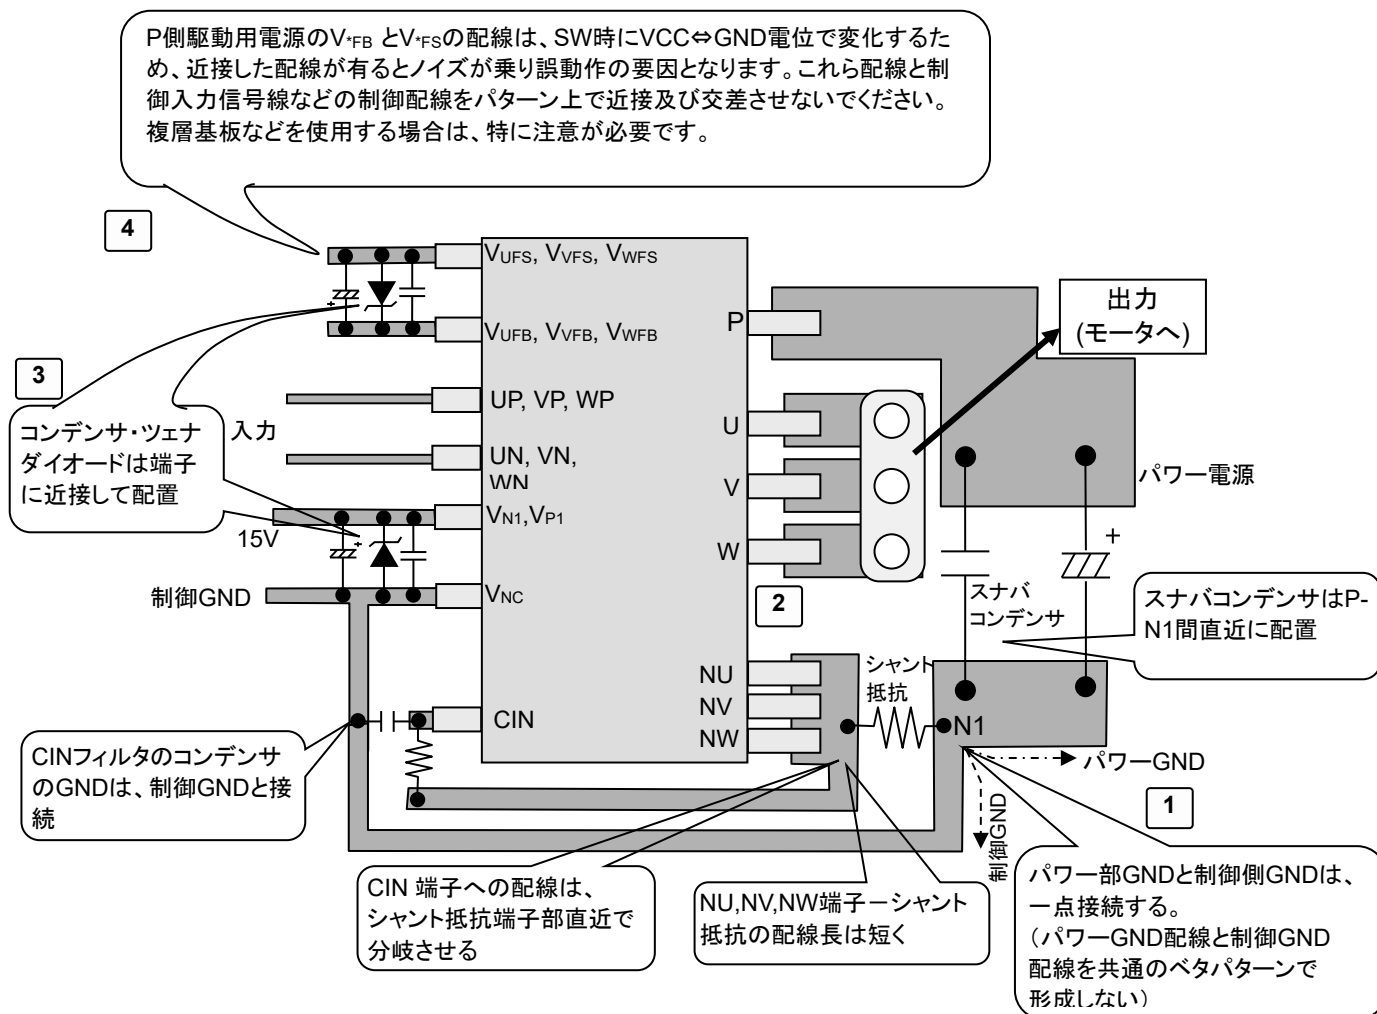 P側駆動用電源のV*FB とV*FSの配線は、SW時にVCC⇔GND電位で変化するた
め、近接した配線が有るとノイズが乗り誤動作の要因となります。これら配線と制
御入力信号線などの制御配線をパターン上で近接及び交差させないでください。
複層基板などを使用する場合は、特に注意が必要です。
4
VUFS, VVFS, VWFS
+
VUFB, VVFB, VWFB
P
出力
(モータへ)
3
コンデンサ・ツェナ
ダイオードは端子
に近接して配置
入力
UP, VP, WP
UN, VN,
WN
U
V
W
パワー電源
15V
+
VN1,VP1
制御GND
VNC
2
スナバ
コンデンサ
+
スナバコンデンサはP-
N1間直近に配置
NU
NV
NW
シャント
抵抗
N1
CIN
CINフィルタのコンデンサ
のGNDは、制御GNDと接
続
パワーGND
制御GND
1
CIN 端子への配線は、
シャント抵抗端子部直近で
分岐させる
NU,NV,NW端子－シャント
抵抗の配線長は短く
パワー部GNDと制御側GNDは、
一点接続する。
（パワーGND配線と制御GND
配線を共通のベタパターンで
形成しない）